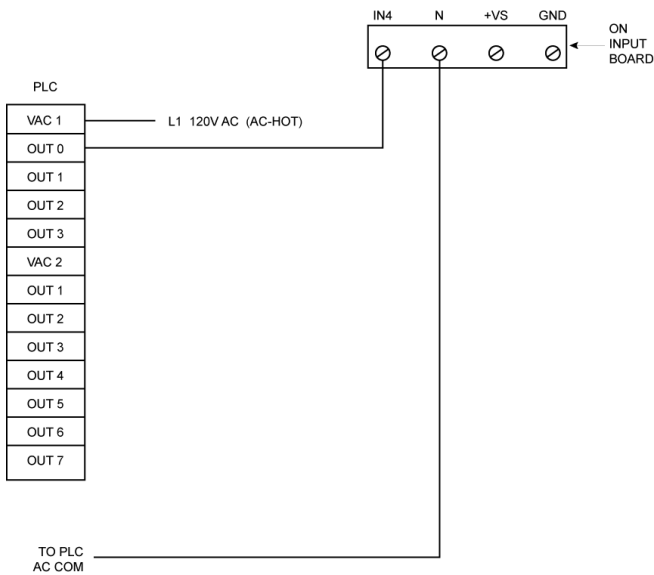 IN4 N +VS GND
ON
INPUT
BOARD
PLC
VAC 1
L1 120V AC (AC-HOT)
OUT 0
OUT 1
OUT 2
OUT 3
VAC 2
OUT 1
OUT 2
OUT 3
OUT 4
OUT 5
OUT 6
OUT 7
TO PLC
AC COM